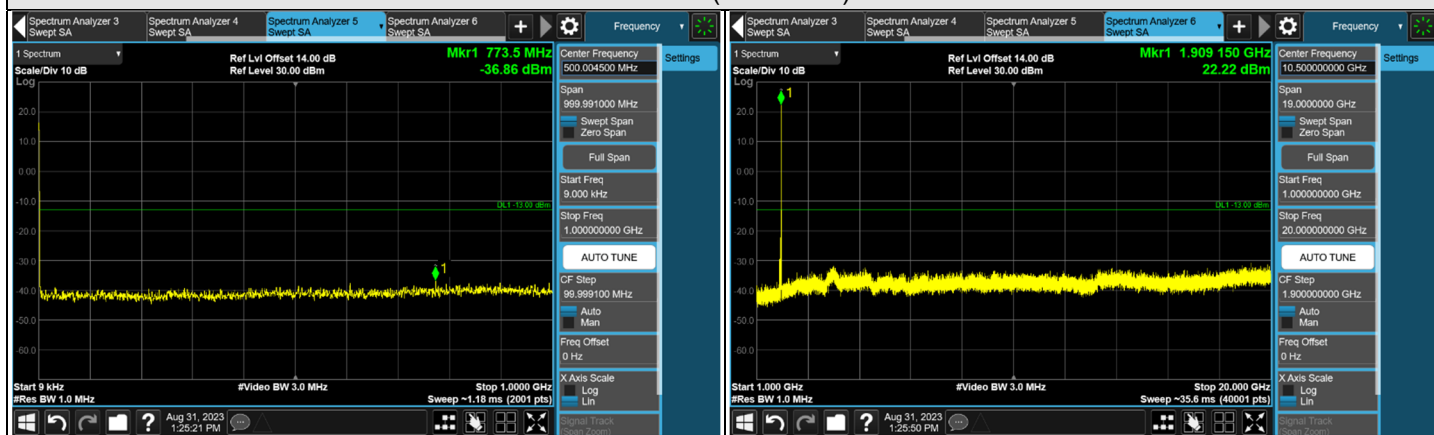 Spectrum Analyzer 3
Swept SA
Spectrum Analyzer 4
Swept SA
Spectrum Analyzer 5
Swept SA
Spectrum Analyzer 6
Swept SA
+
Frequency
1 Spectrum
Scale/Div 10 dB
Log
Ref Lvl Offset 14.00 dB
Ref Level 30.00 dBm
Mkr1 773.5 MHz
-36.86 dBm
20.0
10.0
0.00
-10.0
-20.0
-30.0
-40.0
-50.0
-60.0
DL1 -13.00 dBm
1
Start 9 kHz
#Res BW 1.0 MHz
#Video BW 3.0 MHz
Stop 1.0000 GHz
Sweep ~1.18 ms (2001 pts)
Center Frequency
500.004500 MHz
Settings
Span
999.991000 MHz
Swept Span
Zero Span
Full Span
Start Freq
9.000 kHz
Stop Freq
1.000000000 GHz
AUTO TUNE
CF Step
99.999100 MHz
Auto
Man
Freq Offset
0 Hz
X Axis Scale
Log
Lin
Signal Track
(Span Zoom)
?
Aug 31, 2023
1:25:21 PM
Spectrum Analyzer 3
Swept SA
Spectrum Analyzer 4
Swept SA
Spectrum Analyzer 5
Swept SA
Spectrum Analyzer 6
Swept SA
+
Frequency
1 Spectrum
Scale/Div 10 dB
Log
Ref Lvl Offset 14.00 dB
Ref Level 30.00 dBm
Mkr1 1.909 150 GHz
22.22 dBm
1
20.0
10.0
0.00
-10.0
-20.0
-30.0
-40.0
-50.0
-60.0
DL1 -13.00 dBm
Start 1.000 GHz
#Res BW 1.0 MHz
#Video BW 3.0 MHz
Stop 20.000 GHz
Sweep ~35.6 ms (40001 pts)
Center Frequency
10.500000000 GHz
Settings
Span
19.0000000 GHz
Swept Span
Zero Span
Full Span
Start Freq
1.000000000 GHz
Stop Freq
20.000000000 GHz
AUTO TUNE
CF Step
1.900000000 GHz
Auto
Man
Freq Offset
0 Hz
X Axis Scale
Log
Lin
Signal Track
(Span Zoom)
?
Aug 31, 2023
1:25:50 PM